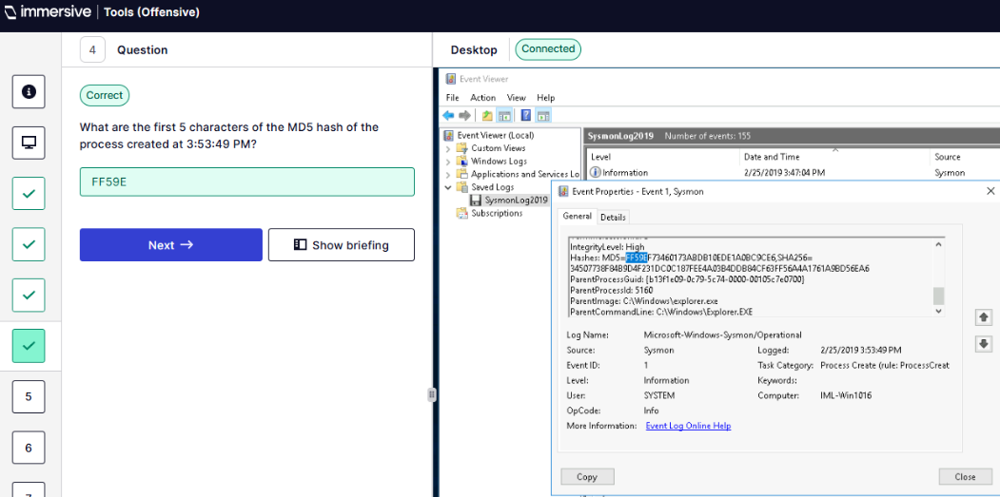 immersive | Tools (Offensive)
4 Question
Correct
What are the first 5 characters of the MD5 hash of the
process created at 3:53:49 PM?
FF59E
Next → Show briefing
5
6
7
Desktop Connected
Event Viewer
File Action View Help
Event Viewer (Local)
Custom Views
Windows Logs
Applications and Services Lo
Saved Logs
SysmonLog2019
Subscriptions
SysmonLog2019 Number of events: 155
Level Date and Time Source
Information 2/25/2019 3:47:04 PM Sysmon
Event Properties - Event 1, Sysmon
General Details
IntegrityLevel: High
Hashes: MD5=FF59EF73460173ABDB10EDE1A0BC9CE6,SHA256=
34507738F84B9D4F231DC0C187FEE4A03B4DDB84CF63FF56A4A1761A9BD56EA6
ParentProcessGuid: {b13f1e09-0c79-5c74-0000-00105c7e0700}
ParentProcessId: 5160
ParentImage: C:\Windows\explorer.exe
ParentCommandLine: C:\Windows\Explorer.EXE
Log Name: Microsoft-Windows-Sysmon/Operational
Source: Sysmon Logged: 2/25/2019 3:53:49 PM
Event ID: 1 Task Category: Process Create (rule: ProcessCreat
Level: Information Keywords:
User: SYSTEM Computer: IML-Win1016
OpCode: Info
More Information: Event Log Online Help
Copy Close